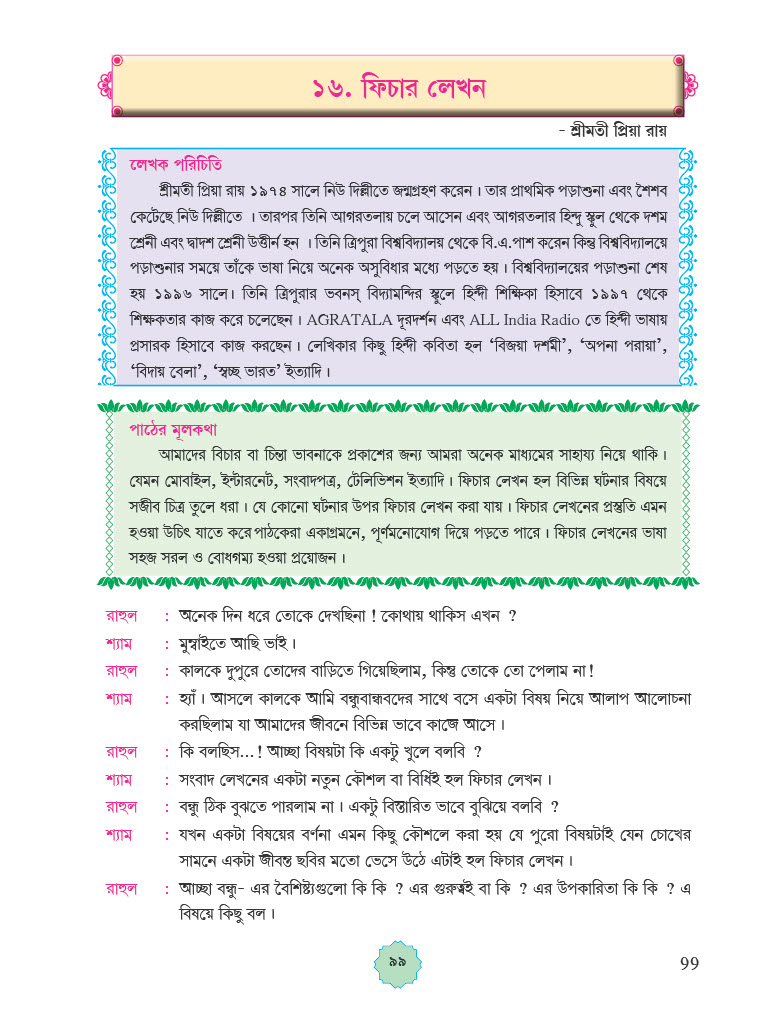 ১৬. ফিচার লেখন
- শ্রীমতী প্রিয়া রায়
লেখক পরিচিতি
শ্রীমতী প্রিয়া রায় ১৯৭৪ সালে নিউ দিল্লীতে জন্মগ্রহণ করেন । তার প্রাথমিক পড়াশুনা এবং শৈশব
কেটেছে নিউ দিল্লীতে । তারপর তিনি আগরতলায় চলে আসেন এবং আগরতলার হিন্দু স্কুল থেকে দশম
শ্রেনী এবং দ্বাদশ শ্রেনী উত্তীর্ন হন । তিনি ত্রিপুরা বিশ্ববিদ্যালয় থেকে বি.এ.পাশ করেন কিন্তু বিশ্ববিদ্যালয়ে
পড়াশুনার সময়ে তাঁকে ভাষা নিয়ে অনেক অসুবিধার মধ্যে পড়তে হয় । বিশ্ববিদ্যালয়ের পড়াশুনা শেষ
হয় ১৯৯৬ সালে। তিনি ত্রিপুরার ভবনস্ বিদ্যামন্দির স্কুলে হিন্দী শিক্ষিকা হিসাবে ১৯৯৭ থেকে
শিক্ষকতার কাজ করে চলেছেন । AGRATALA দূরদর্শন এবং ALL India Radio তে হিন্দী ভাষায়
প্রসারক হিসাবে কাজ করছেন । লেখিকার কিছু হিন্দী কবিতা হল ‘বিজয়া দশমী’, ‘অপনা পরায়া’,
‘বিদায় বেলা’, ‘স্বচ্ছ ভারত’ ইত্যাদি ।
পাঠের মূলকথা
আমাদের বিচার বা চিন্তা ভাবনাকে প্রকাশের জন্য আমরা অনেক মাধ্যমের সাহায্য নিয়ে থাকি ।
যেমন মোবাইল, ইন্টারনেট, সংবাদপত্র, টেলিভিশন ইত্যাদি । ফিচার লেখন হল বিভিন্ন ঘটনার বিষয়ে
সজীব চিত্র তুলে ধরা । যে কোনো ঘটনার উপর ফিচার লেখন করা যায় । ফিচার লেখনের প্রস্তুতি এমন
হওয়া উচিৎ যাতে করে পাঠকেরা একাগ্রমনে, পূর্ণমনোযোগ দিয়ে পড়তে পারে । ফিচার লেখনের ভাষা
সহজ সরল ও বোধগম্য হওয়া প্রয়োজন ।
রাহুল : অনেক দিন ধরে তোকে দেখছিনা ! কোথায় থাকিস এখন ?
শ্যাম : মুম্বাইতে আছি ভাই ।
রাহুল : কালকে দুপুরে তোদের বাড়িতে গিয়েছিলাম, কিন্তু তোকে তো পেলাম না !
শ্যাম : হ্যাঁ । আসলে কালকে আমি বন্ধুবান্ধবদের সাথে বসে একটা বিষয় নিয়ে আলাপ আলোচনা
করছিলাম যা আমাদের জীবনে বিভিন্ন ভাবে কাজে আসে ।
রাহুল : কি বলছিস...! আচ্ছা বিষয়টা কি একটু খুলে বলবি ?
শ্যাম : সংবাদ লেখনের একটা নতুন কৌশল বা বিধিই হল ফিচার লেখন ।
রাহুল : বন্ধু ঠিক বুঝতে পারলাম না । একটু বিস্তারিত ভাবে বুঝিয়ে বলবি ?
শ্যাম : যখন একটা বিষয়ের বর্ণনা এমন কিছু কৌশলে করা হয় যে পুরো বিষয়টাই যেন চোখের
সামনে একটা জীবন্ত ছবির মতো ভেসে উঠে এটাই হল ফিচার লেখন ।
রাহুল : আচ্ছা বন্ধু- এর বৈশিষ্ট্যগুলো কি কি ? এর গুরুত্বই বা কি ? এর উপকারিতা কি কি ? এ
বিষয়ে কিছু বল ।
৯৯
99